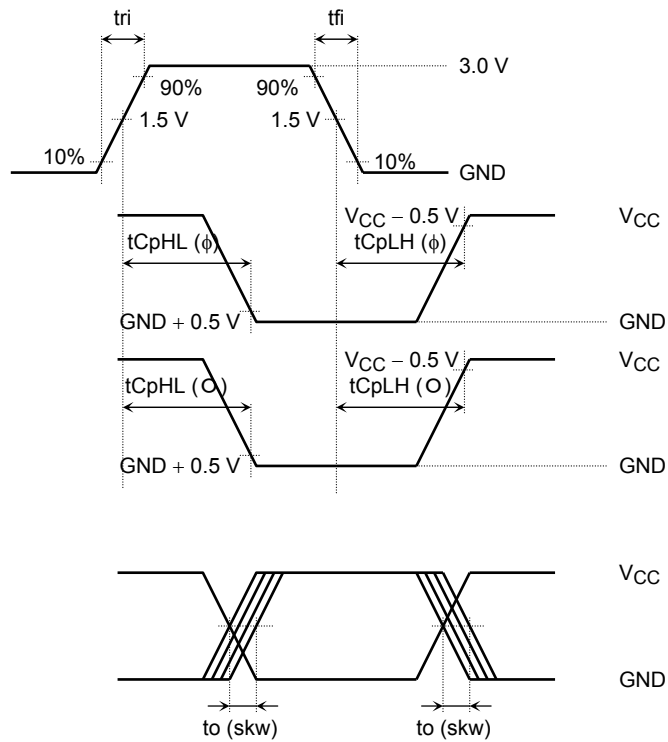 tri
tfi
3.0 V
90%
90%
1.5 V
1.5 V
10%
10%
GND
VCC − 0.5 V
VCC
tCpHL (ϕ)
tCpLH (ϕ)
GND + 0.5 V
GND
VCC − 0.5 V
VCC
tCpHL (O)
tCpLH (O)
GND + 0.5 V
GND
VCC
GND
to (skw)
to (skw)